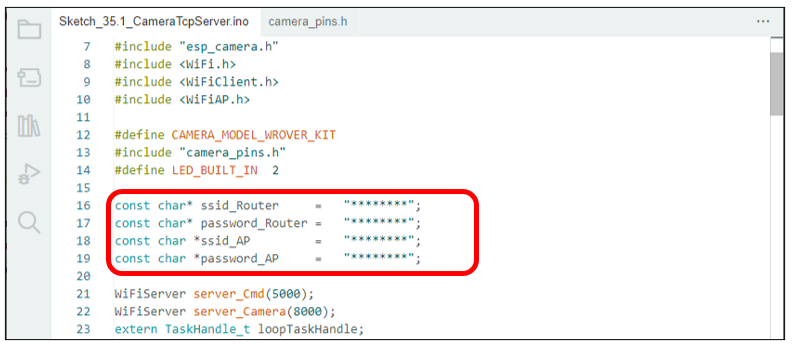 Sketch_35.1_CameraTcpServer.ino camera_pins.h ...
7 #include "esp_camera.h"
8 #include <WiFi.h>
9 #include <WiFiClient.h>
10 #include <WiFiAP.h>
11
12 #define CAMERA_MODEL_WROVER_KIT
13 #include "camera_pins.h"
14 #define LED_BUILT_IN  2
15
16 const char* ssid_Router     =   "********";
17 const char* password_Router =   "********";
18 const char *ssid_AP         =   "********";
19 const char *password_AP     =   "********";
20
21 WiFiServer server_Cmd(5000);
22 WiFiServer server_Camera(8000);
23 extern TaskHandle_t loopTaskHandle;